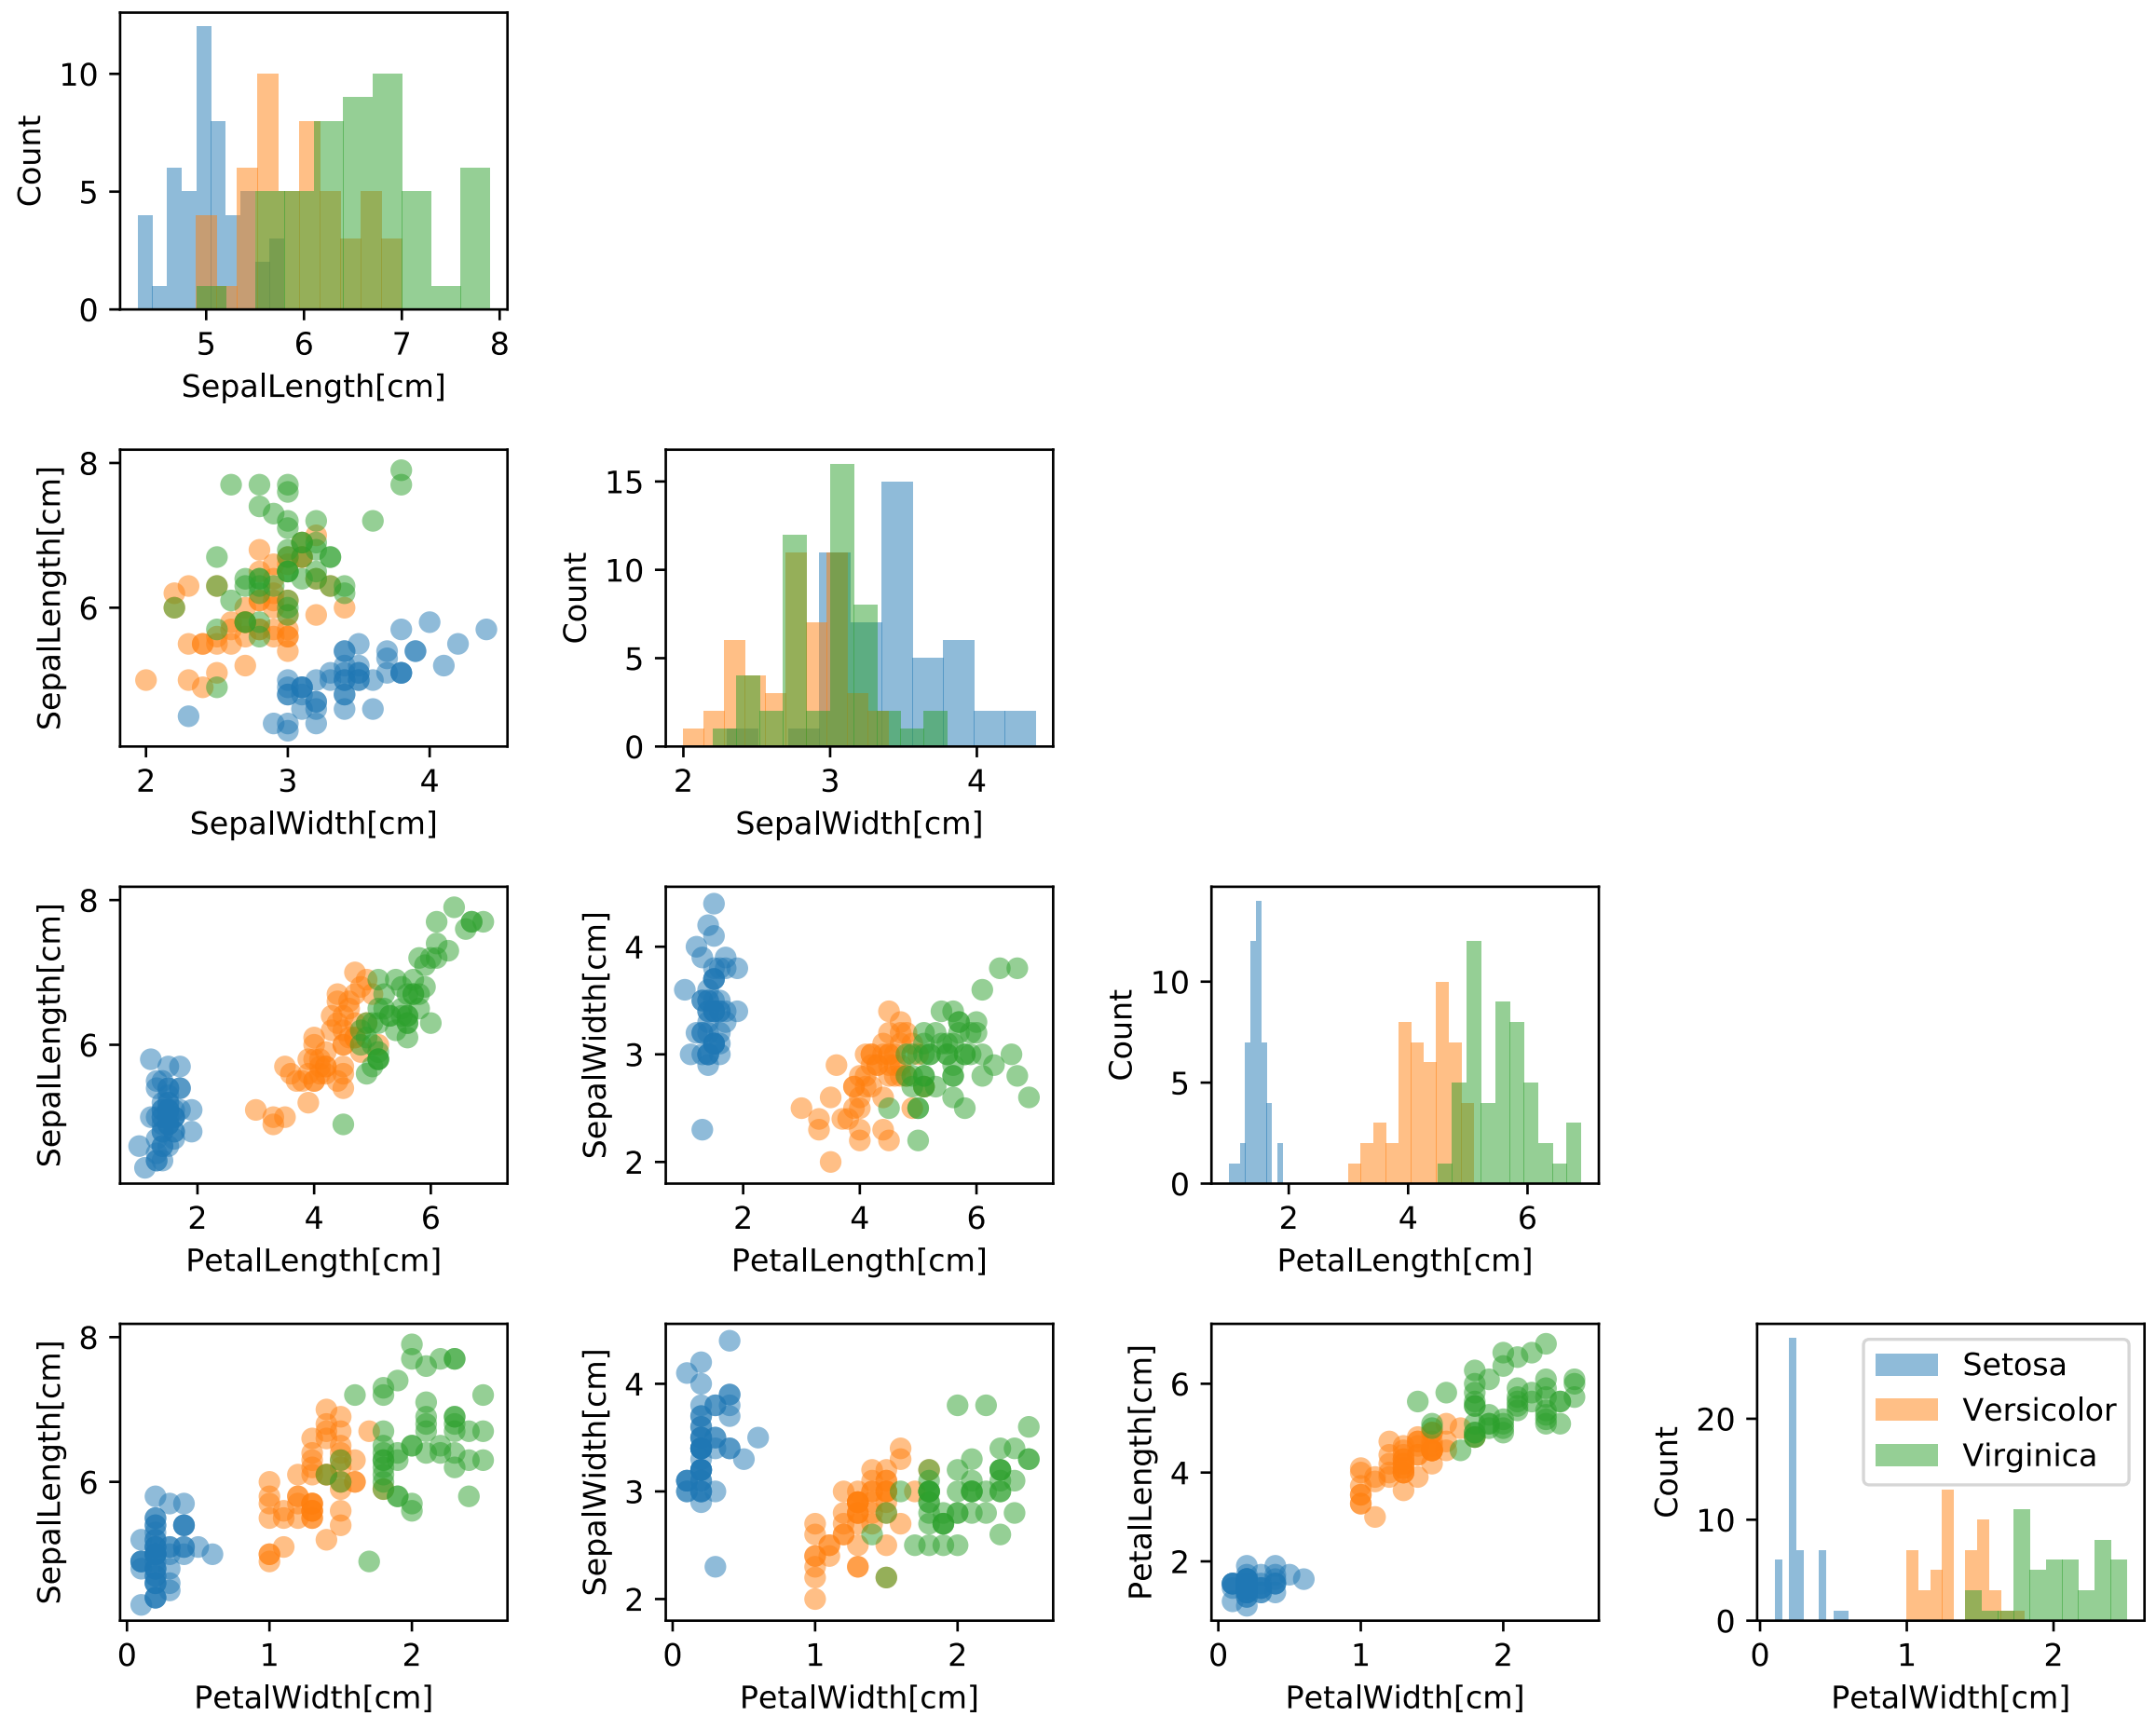 10
5
0
Count
5 6 7 8
SepalLength[cm]
8
6
SepalLength[cm]
2 3 4
SepalWidth[cm]
15
10
5
0
Count
2 3 4
SepalWidth[cm]
8
6
SepalLength[cm]
2 4 6
PetalLength[cm]
4
3
2
SepalWidth[cm]
2 4 6
PetalLength[cm]
10
5
0
Count
2 4 6
PetalLength[cm]
8
6
SepalLength[cm]
0 1 2
PetalWidth[cm]
4
3
2
SepalWidth[cm]
0 1 2
PetalWidth[cm]
6
4
2
PetalLength[cm]
0 1 2
PetalWidth[cm]
20
10
0
Count
Setosa
Versicolor
Virginica
0 1 2
PetalWidth[cm]